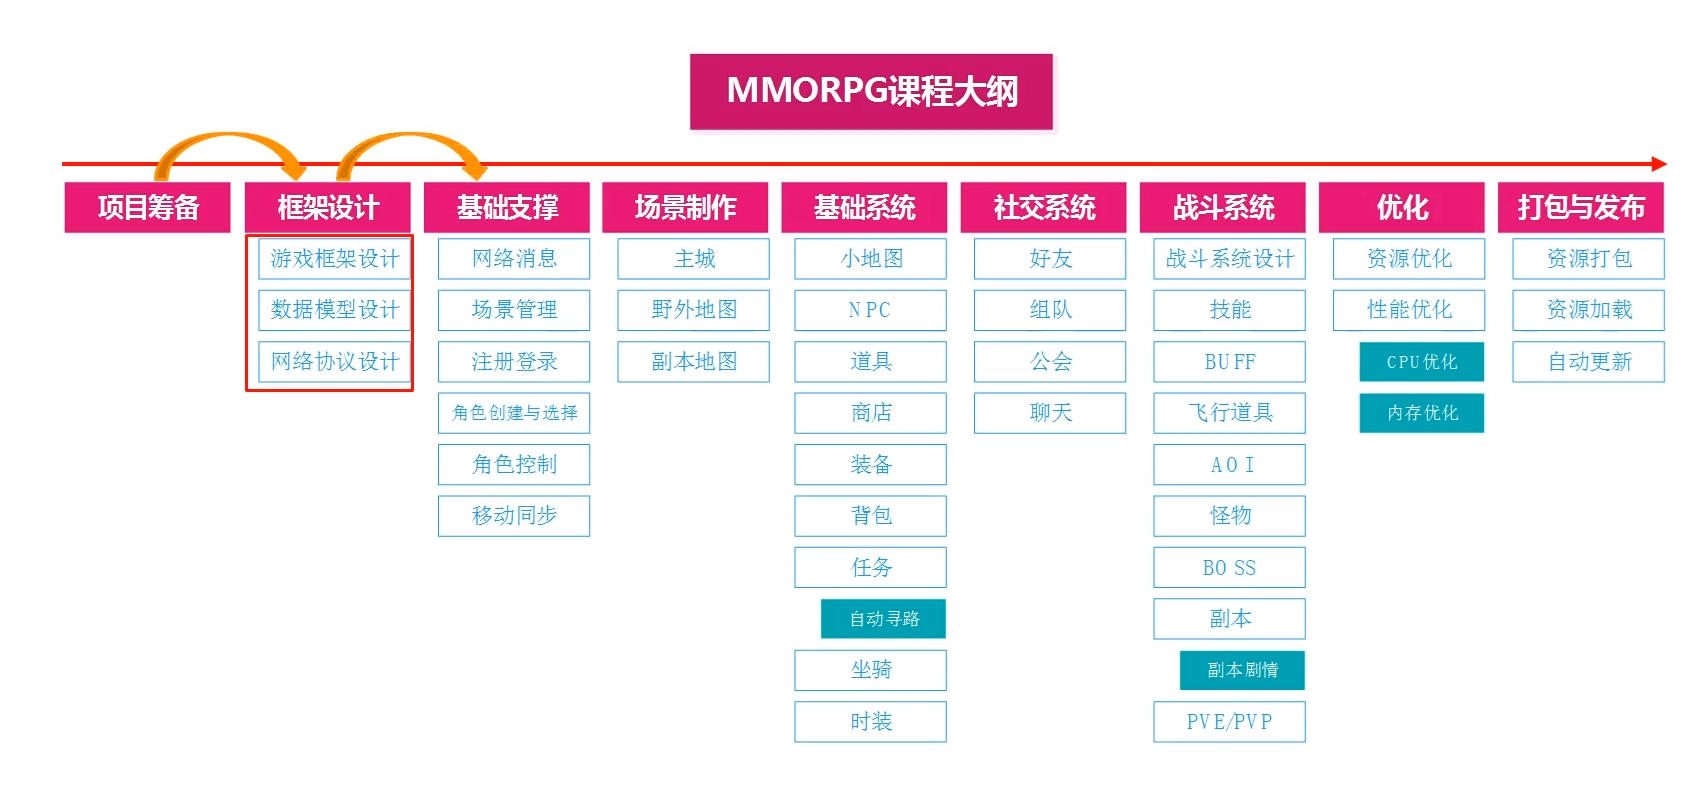 MMORPG课程大纲
项目筹备
框架设计
游戏框架设计
数据模型设计
网络协议设计
基础支撑
网络消息
场景管理
注册登录
角色创建与选择
角色控制
移动同步
场景制作
主城
野外地图
副本地图
基础系统
小地图
NPC
道具
商店
装备
背包
任务
自动寻路
坐骑
时装
社交系统
好友
组队
公会
聊天
战斗系统
战斗系统设计
技能
BUFF
飞行道具
AOI
怪物
BOSS
副本
副本剧情
PVE/PVP
优化
资源优化
性能优化
CPU优化
内存优化
打包与发布
资源打包
资源加载
自动更新